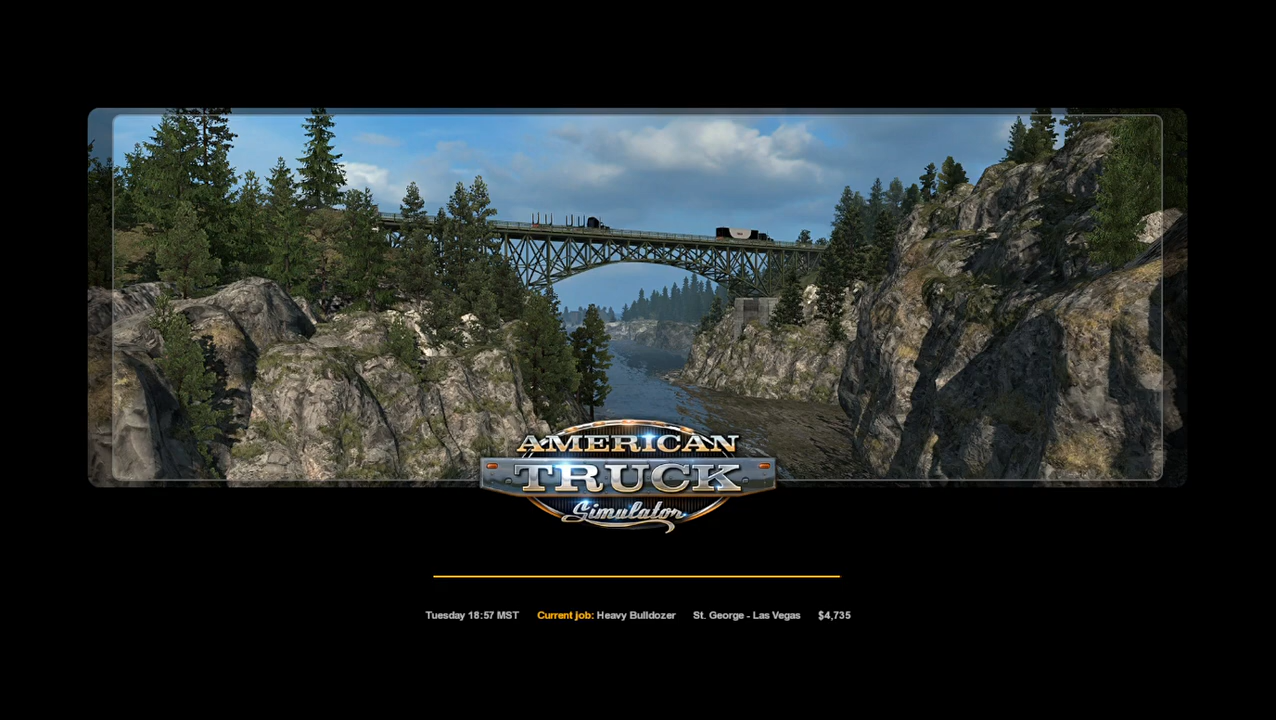 AMERICAN
TRUCK
Simulator
Tuesday 18:57 MST Current job: Heavy Bulldozer St. George - Las Vegas $4,735